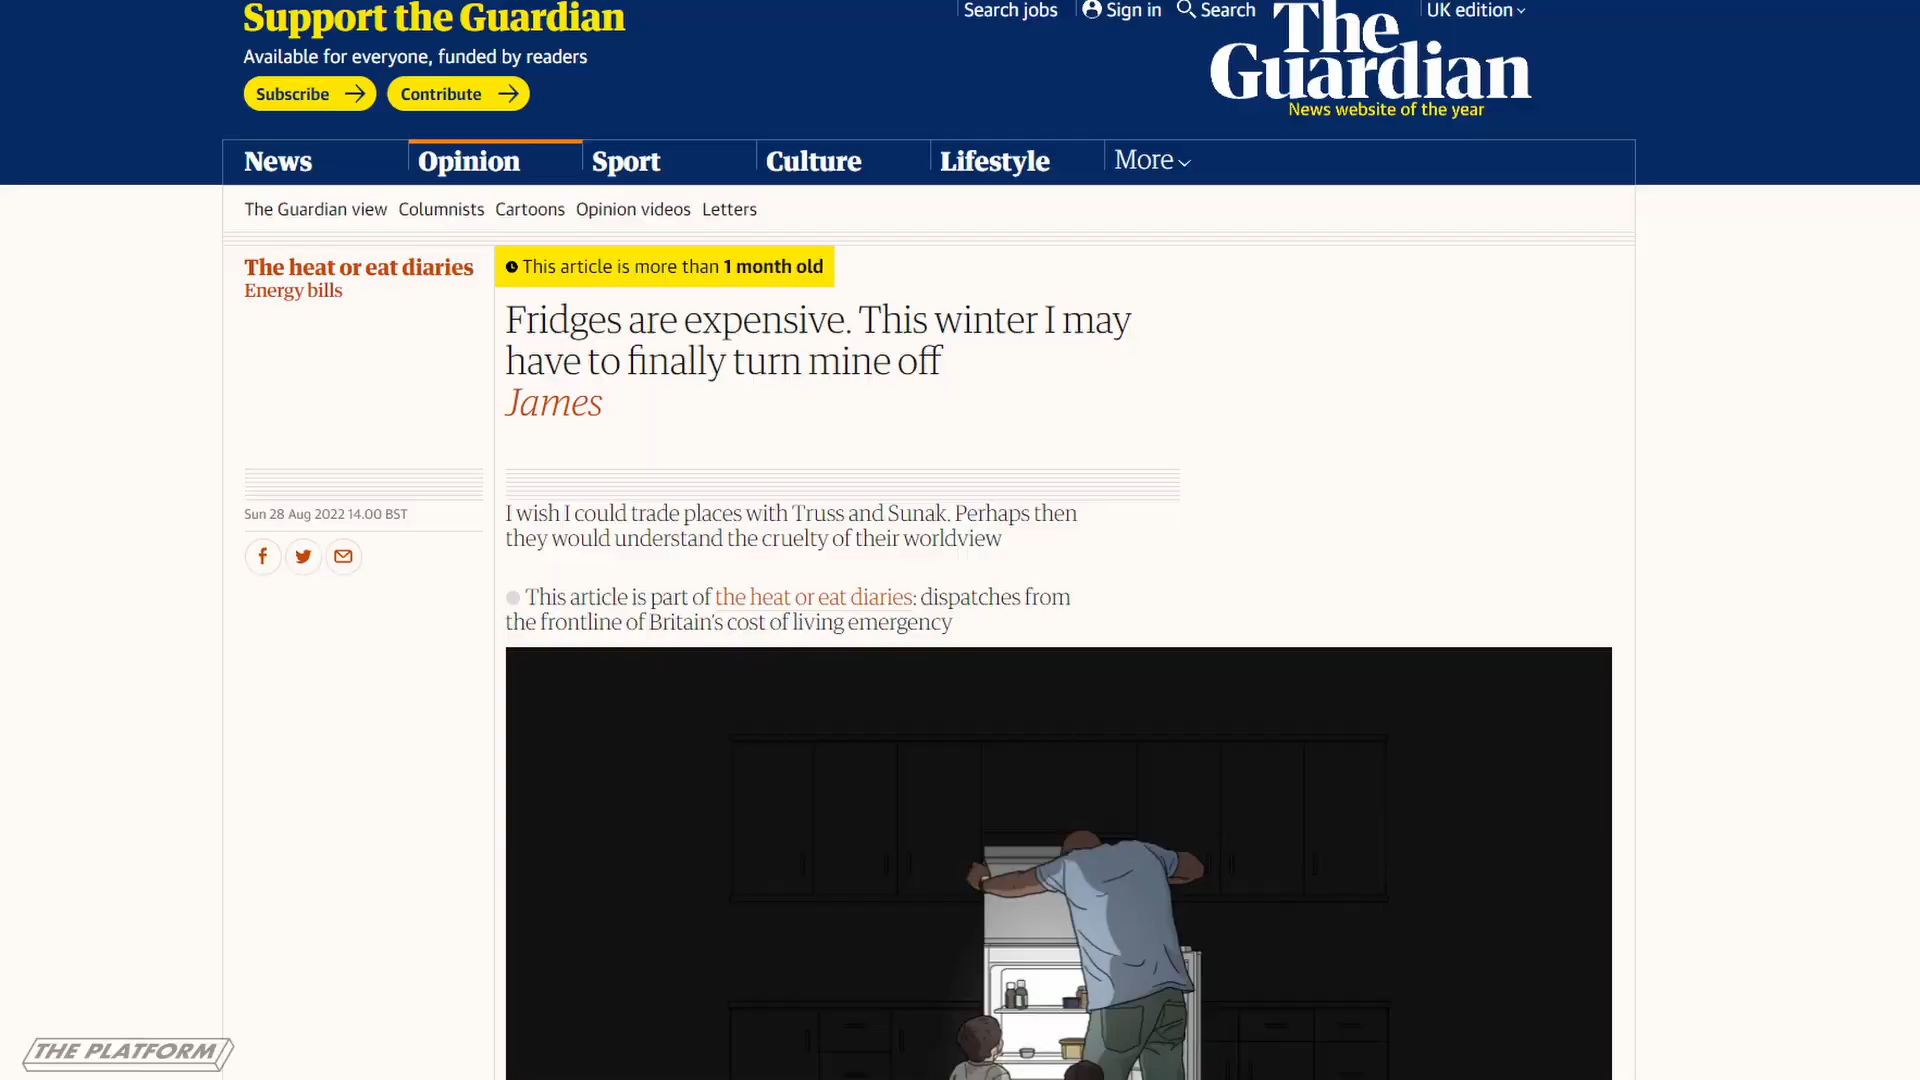 Support the Guardian
Available for everyone, funded by readers
Subscribe
Contribute
Search jobs
Sign in
Search
UK edition
The
Guardian
News website of the year
News
Opinion
Sport
Culture
Lifestyle
More
The Guardian view
Columnists
Cartoons
Opinion videos
Letters
The heat or eat diaries
Energy bills
This article is more than 1 month old
Fridges are expensive. This winter I may
have to finally turn mine off
James
Sun 28 Aug 2022 14.00 BST
I wish I could trade places with Truss and Sunak. Perhaps then
they would understand the cruelty of their worldview
This article is part of the heat or eat diaries: dispatches from
the frontline of Britain's cost of living emergency
THE PLATFORM